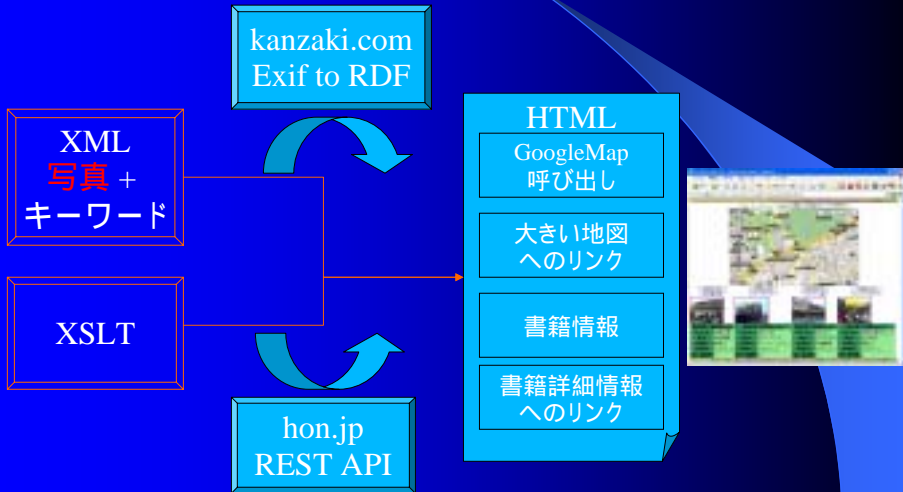 kanzaki.com
Exif to RDF
XML
写真 +
キーワード
XSLT
hon.jp
REST API
HTML
GoogleMap
呼び出し
大きい地図
へのリンク
書籍情報
書籍詳細情報
へのリンク